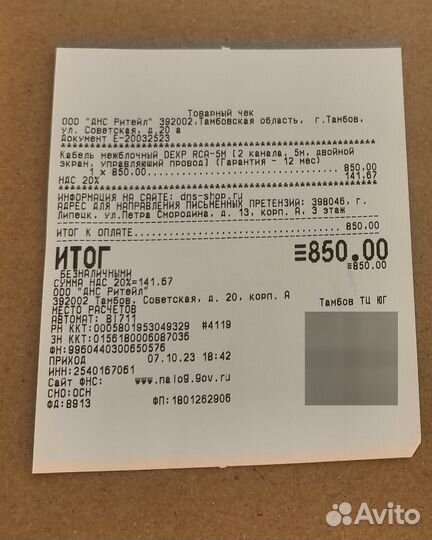 Товарный чек
ООО "ДНС Ритейл" 392002.Тамбовская область, г.Тамбов,
ул. Советская, д.20 а
Документ Е-20032523
Кабель межблочный DEXP RCA-5M [2 канала, 5м, двойной
экран, управляющий провод] (Гарантия - 12 мес)
1 x 850.00 850.00
НДС 20% 141.67
ИНФОРМАЦИЯ НА САЙТЕ: dns-shop.ru
АДРЕС ДЛЯ НАПРАВЛЕНИЯ ПИСЬМЕННЫХ ПРЕТЕНЗИЙ: 398046, г.
Липецк, ул.Петра Смородина, д. 13, корп. А, 3 этаж
ИТОГ К ОПЛАТЕ 850.00
ИТОГ ≡850.00
БЕЗНАЛИЧНЫМИ ≡850.00
СУММА НДС 20%=141.67
ООО "ДНС Ритейл"
392002 Тамбов, Советская, д. 20, корп. А
МЕСТО РАСЧЕТОВ Тамбов ТЦ ЮГ
АВТОМАТ: B|711
РН ККТ:0005801953049329 #4119
ЗН ККТ:0156180006087036
ФН:9960440300650576
ПРИХОД 07.10.23 18:42
ИНН:2540167061
Сайт ФНС: www.nalog.gov.ru
СНО:ОСН
ФД:8913 ФП:1801262906
Avito